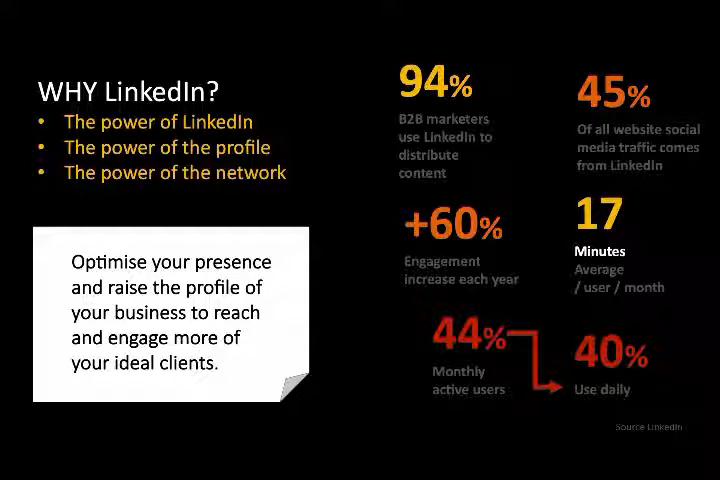 WHY LinkedIn?
• The power of LinkedIn
• The power of the profile
• The power of the network
Optimise your presence
and raise the profile of
your business to reach
and engage more of
your ideal clients.
94%
B2B marketers
use LinkedIn to
distribute
content
45%
Of all website social
media traffic comes
from LinkedIn
+60%
Engagement
increase each year
17
Minutes
Average
/ user / month
44%
Monthly
active users
40%
Use daily
Source LinkedIn